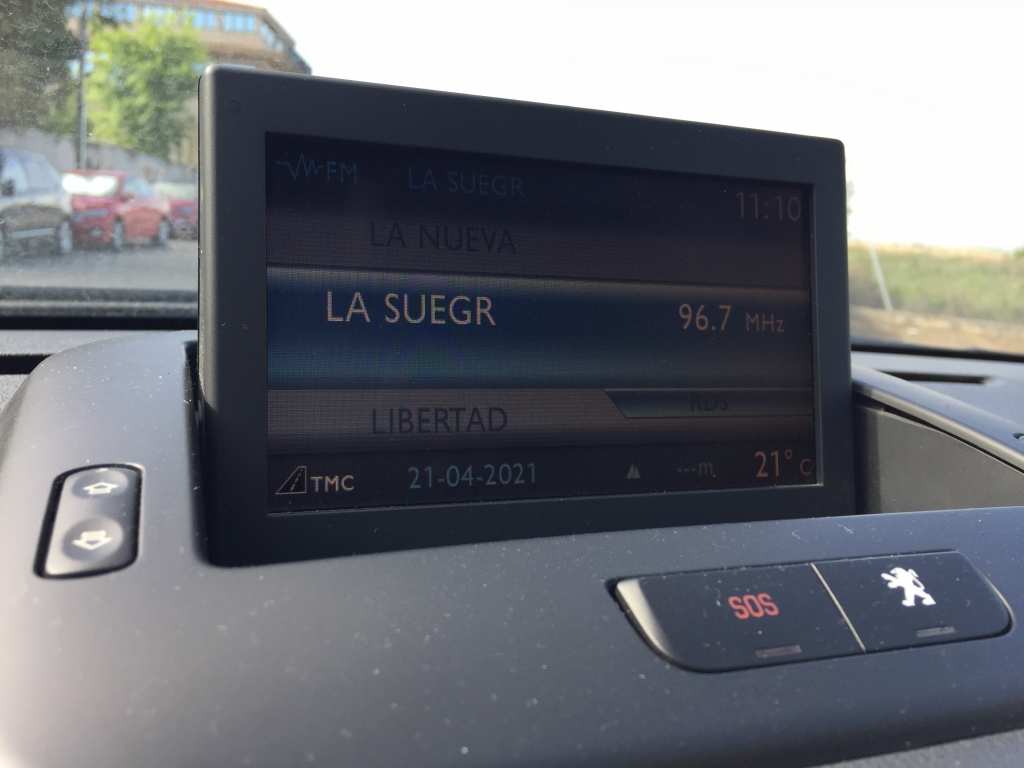 FM LA SUEGR 11:10
LA NUEVA
LA SUEGR 96.7 MHz
LIBERTAD RDS
TMC 21-04-2021 ---m. 21° C
SOS